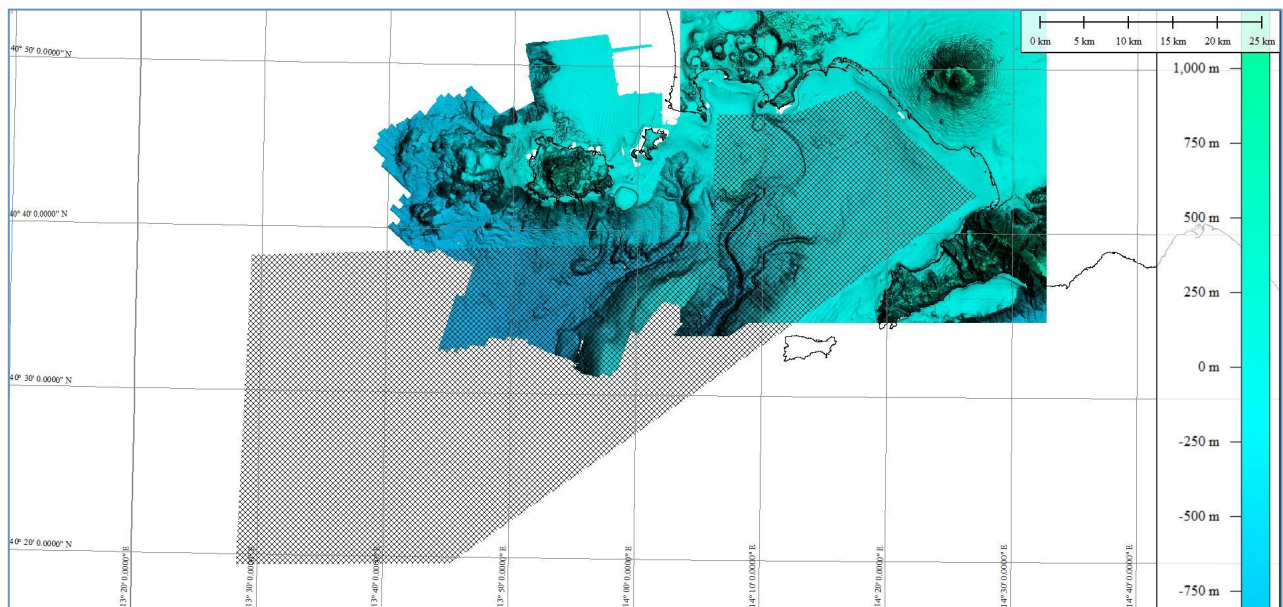 0 km 5 km 10 km 15 km 20 km 25 km
40° 50' 0.0000" N
1,000 m
750 m
40° 40' 0.0000" N
500 m
250 m
0 m
40° 30' 0.0000" N
-250 m
-500 m
40° 20' 0.0000" N
-750 m
13° 20' 0.0000" E
13° 30' 0.0000" E
13° 40' 0.0000" E
13° 50' 0.0000" E
14° 00' 0.0000" E
14° 10' 0.0000" E
14° 20' 0.0000" E
14° 30' 0.0000" E
14° 40' 0.0000" E